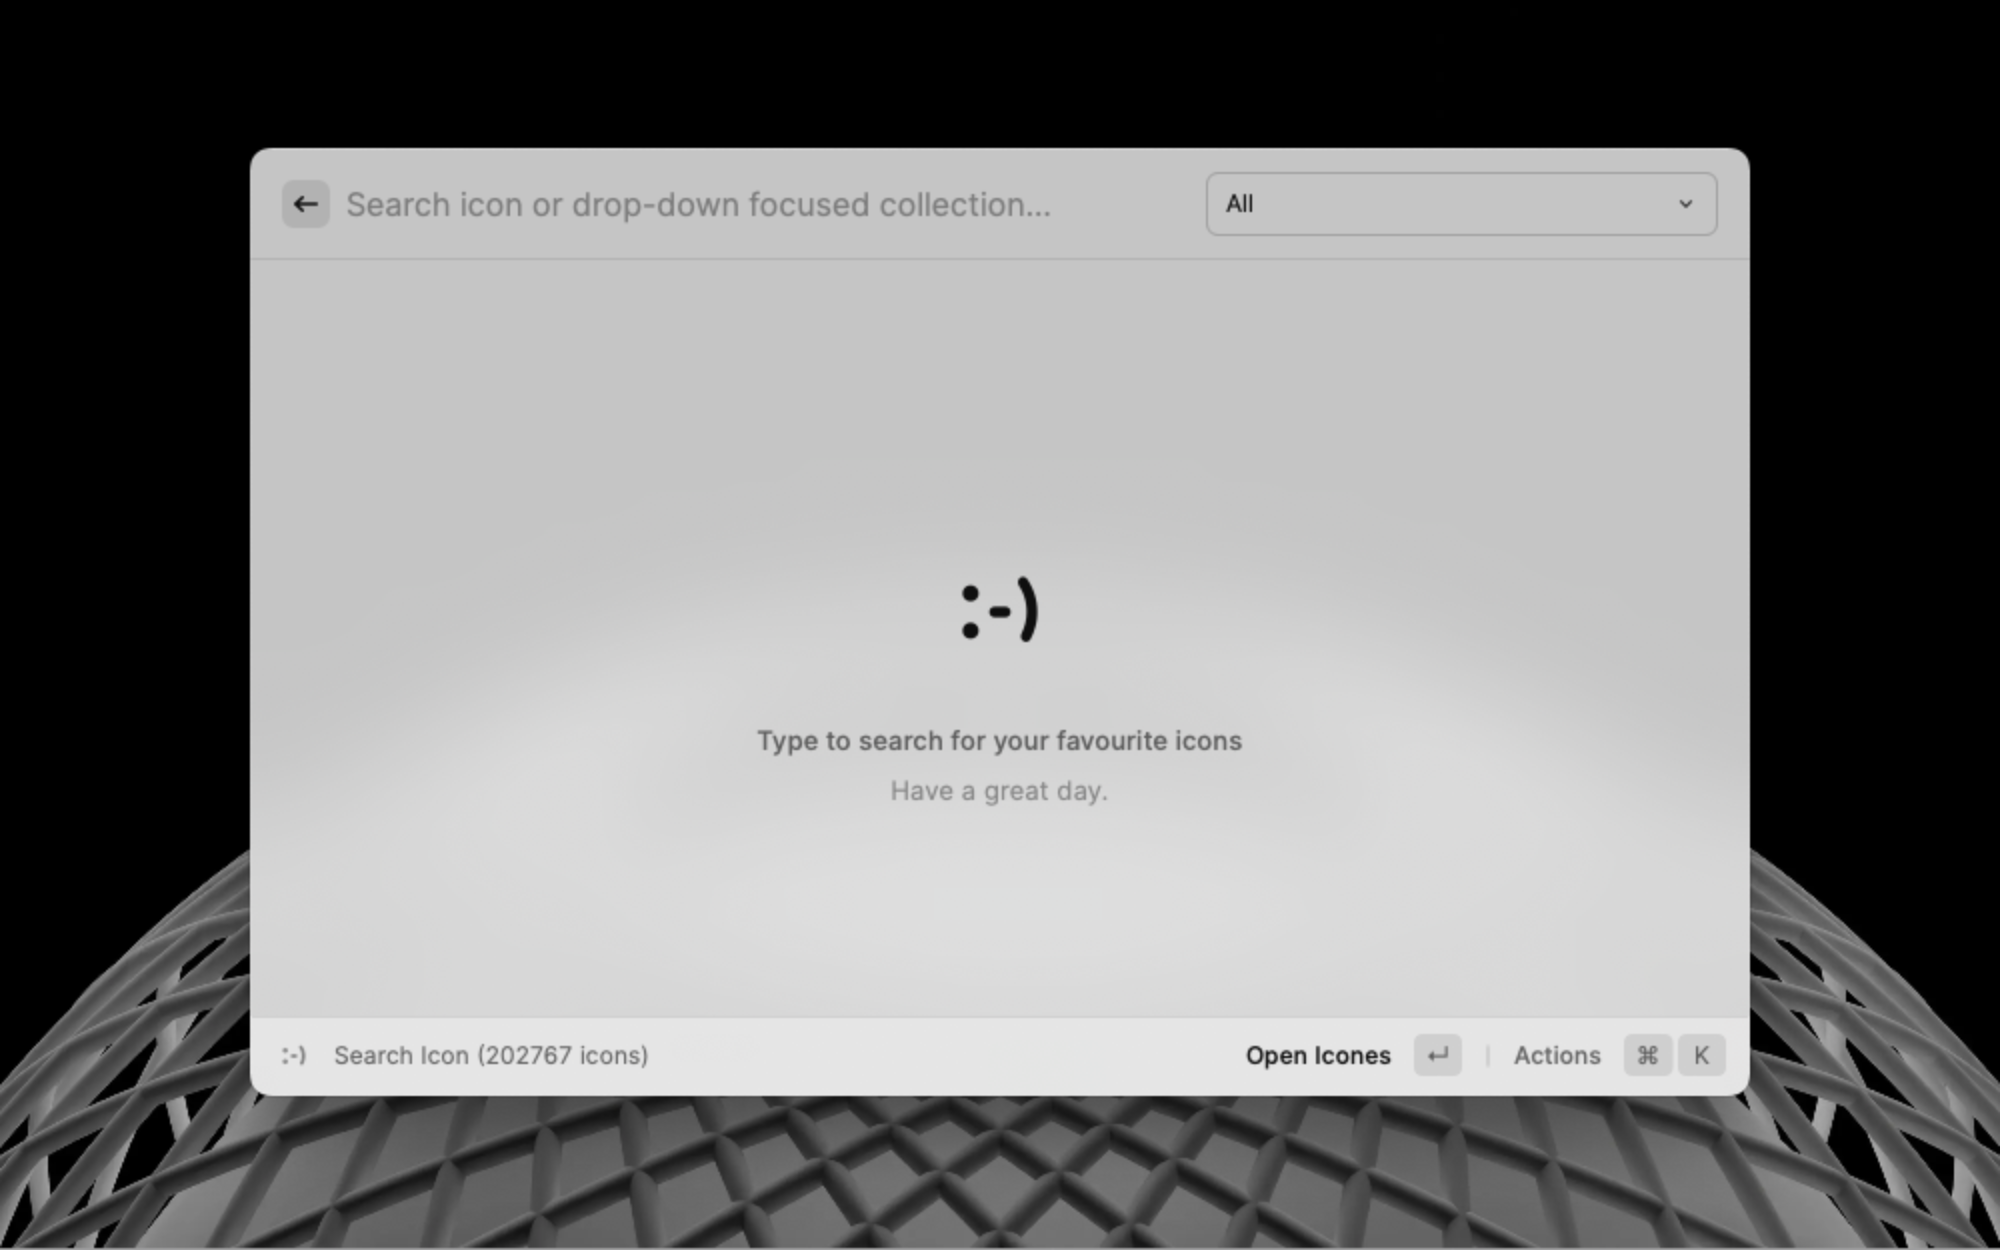 Search icon or drop-down focused collection...
All
:-)
Type to search for your favourite icons
Have a great day.
:-) Search Icon (202767 icons)
Open Icones ↵ | Actions ⌘ K